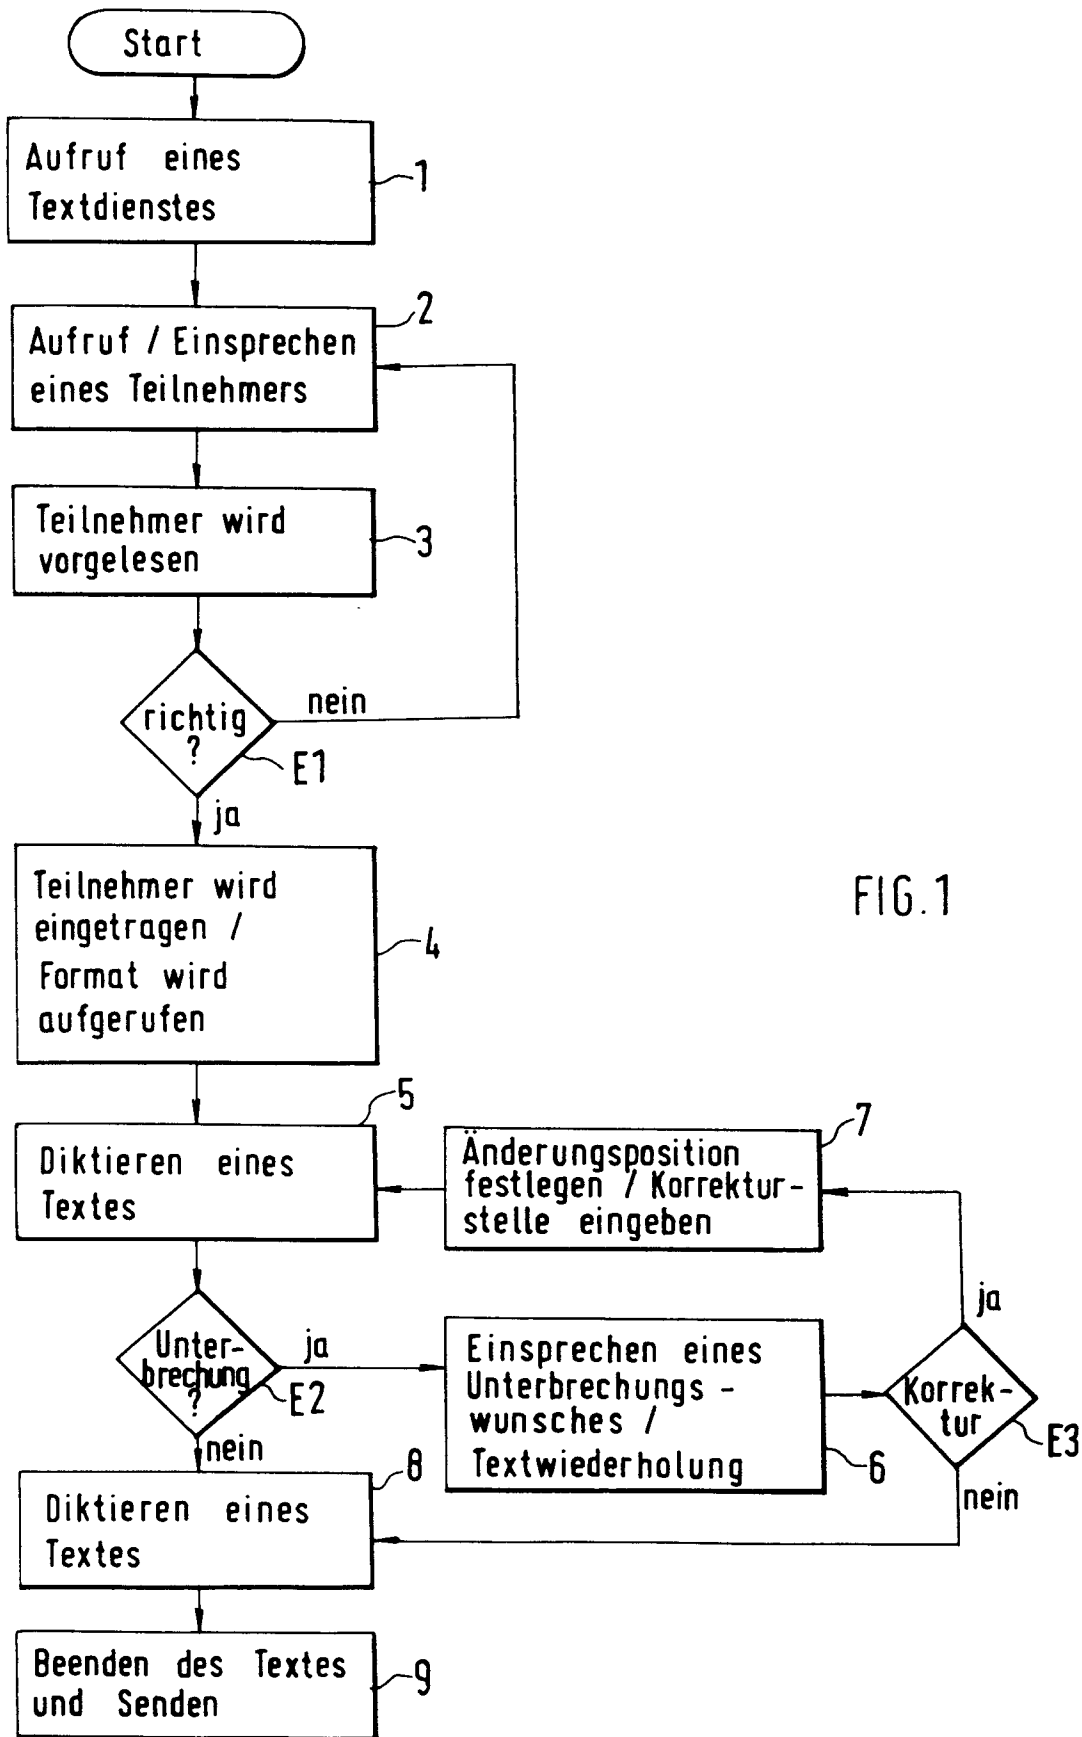 Start
Aufruf eines
Textdienstes
1
2
Aufruf / Einsprechen
eines Teilnehmers
Teilnehmer wird
vorgelesen
3
richtig
?
nein
E1
ja
Teilnehmer wird
eingetragen /
Format wird
aufgerufen
4
FIG.1
5
Diktieren eines
Textes
7
Änderungsposition
festlegen / Korrektur-
stelle eingeben
ja
Unter-
brechung
?
ja
E2
nein
Einsprechen eines
Unterbrechungs-
wunsches /
Textwiederholung
6
Korrek-
tur
E3
nein
8
Diktieren eines
Textes
Beenden des Textes
und Senden
9